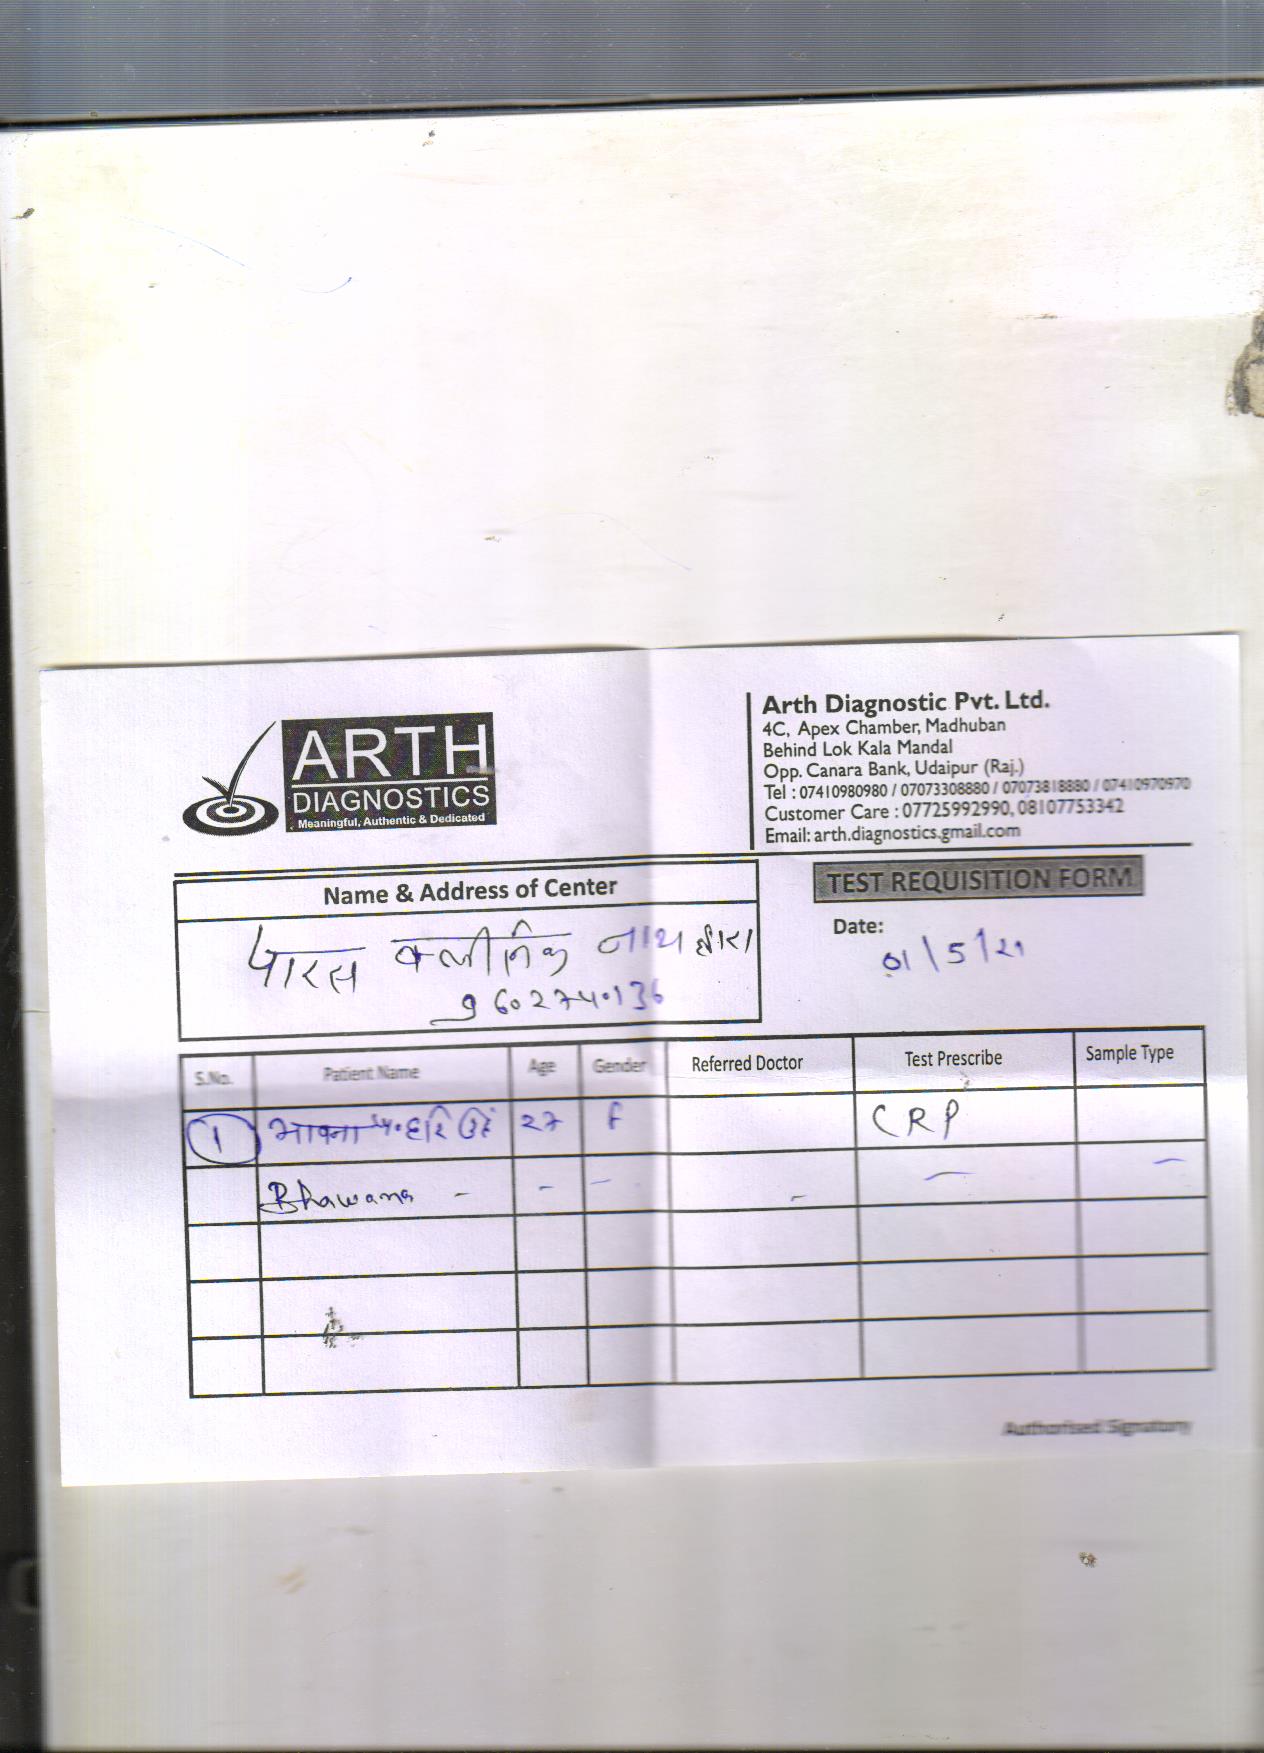 ARTH
DIAGNOSTICS
Meaningful, Authentic & Dedicated
Arth Diagnostic Pvt. Ltd.
4C, Apex Chamber, Madhuban
Behind Lok Kala Mandal
Opp. Canara Bank, Udaipur (Raj.)
Tel : 07410980980 / 07073308880 / 07073818880 / 07410970970
Customer Care : 07725992990, 08107753342
Email: arth.diagnostics.gmail.com
Name & Address of Center
पारस क्लीनिक नाथद्वारा
9602740136
TEST REQUISITION FORM
Date:
01/5/21
S.No. Patient Name Age Gender Referred Doctor Test Prescribe Sample Type
1 भावना हरि 27 F CRP
Bhawana - - - - - -
Authorised Signatory